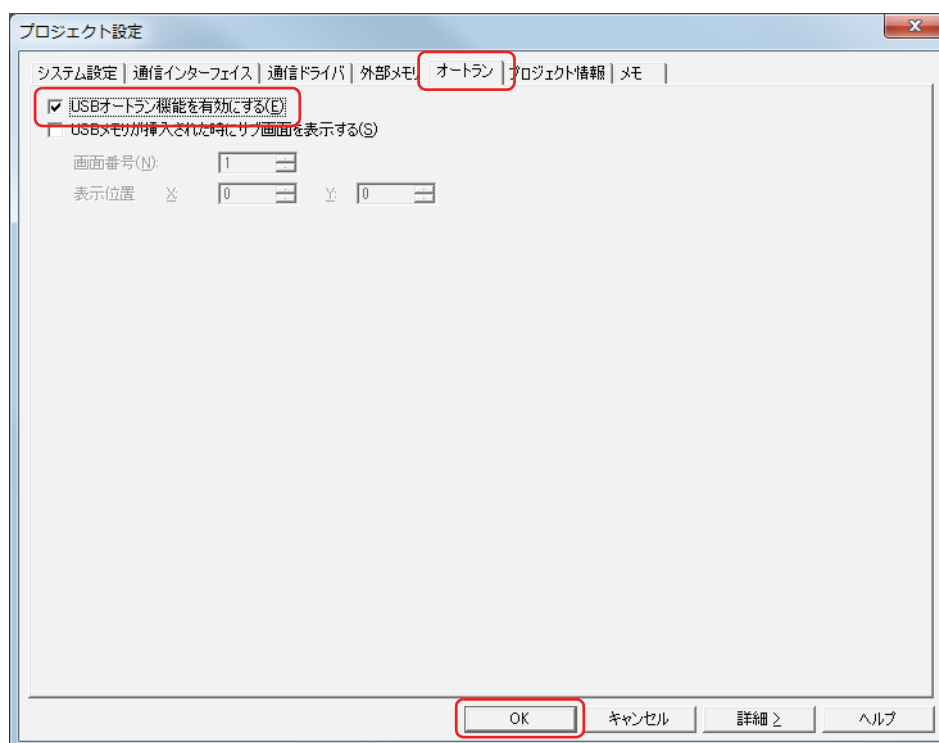 プロジェクト設定
システム設定 通信インターフェイス 通信ドライバ 外部メモリ オートラン プロジェクト情報 メモ
USBオートラン機能を有効にする(E)
USBメモリが挿入された時にサブ画面を表示する(S)
画面番号(N): 1
表示位置 X: 0 Y: 0
OK キャンセル 詳細 ≥ ヘルプ